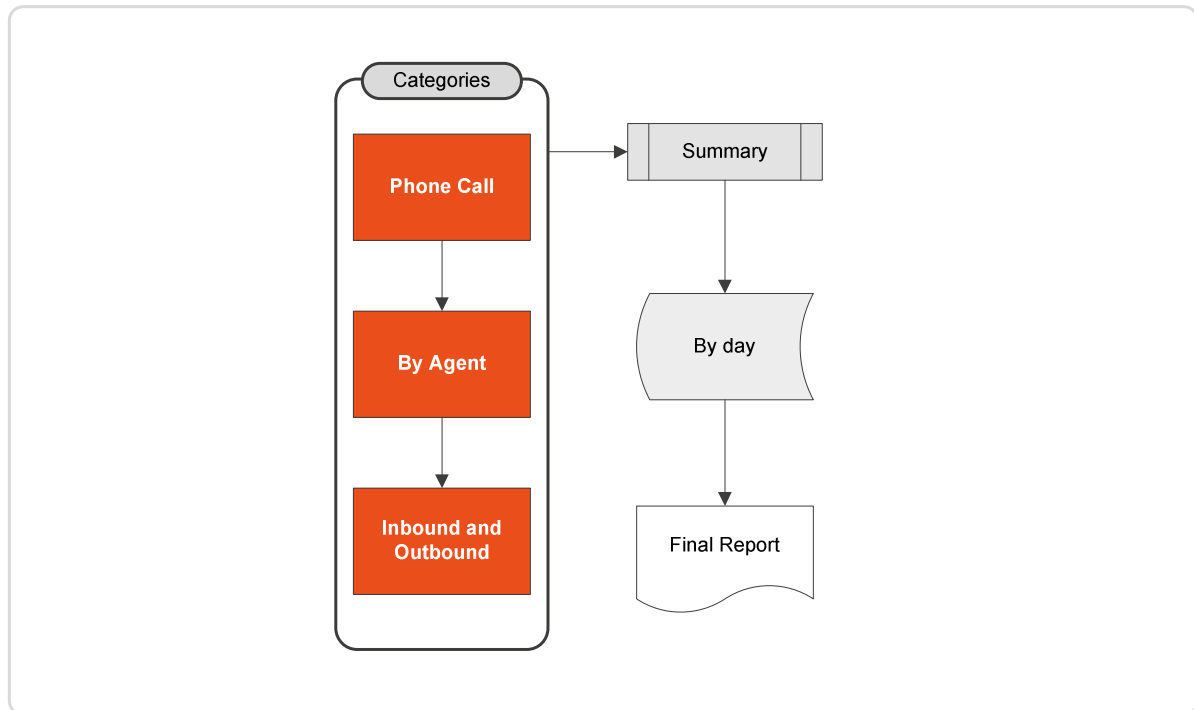 Categories
Phone Call
By Agent
Inbound and
Outbound
Summary
By day
Final Report